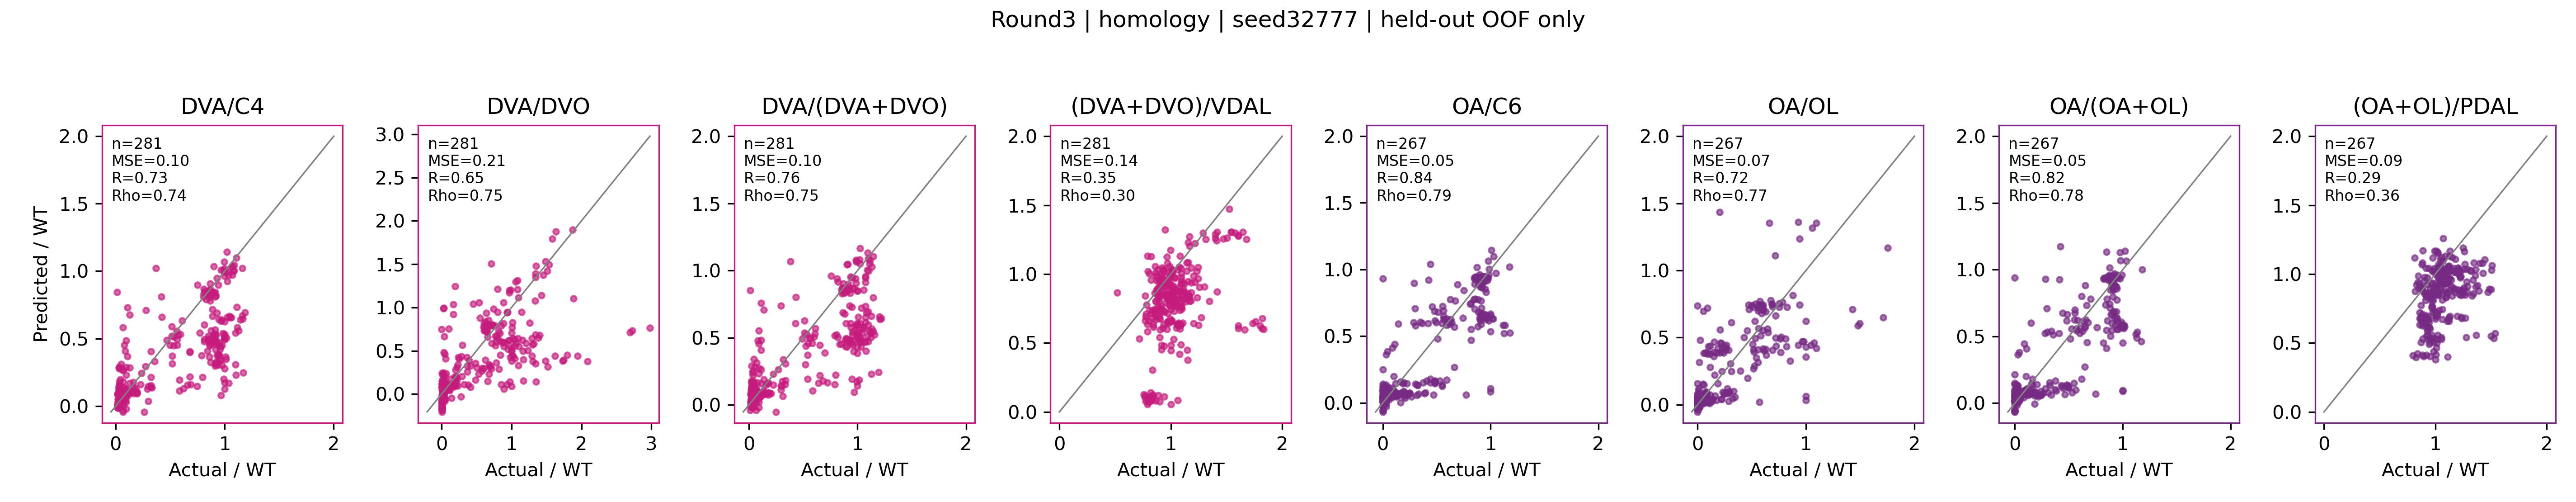 Round3 | homology | seed32777 | held-out OOF only
DVA/C4
n=281
MSE=0.10
R=0.73
Rho=0.74
2.0
1.5
1.0
0.5
0.0
0
1
2
Predicted / WT
Actual / WT
DVA/DVO
n=281
MSE=0.21
R=0.65
Rho=0.75
3.0
2.5
2.0
1.5
1.0
0.5
0.0
0
1
2
3
Actual / WT
DVA/(DVA+DVO)
n=281
MSE=0.10
R=0.76
Rho=0.75
2.0
1.5
1.0
0.5
0.0
0
1
2
Actual / WT
(DVA+DVO)/VDAL
n=281
MSE=0.14
R=0.35
Rho=0.30
2.0
1.5
1.0
0.5
0.0
0
1
2
Actual / WT
OA/C6
n=267
MSE=0.05
R=0.84
Rho=0.79
2.0
1.5
1.0
0.5
0.0
0
1
2
Actual / WT
OA/OL
n=267
MSE=0.07
R=0.72
Rho=0.77
2.0
1.5
1.0
0.5
0.0
0
1
2
Actual / WT
OA/(OA+OL)
n=267
MSE=0.05
R=0.82
Rho=0.78
2.0
1.5
1.0
0.5
0.0
0
1
2
Actual / WT
(OA+OL)/PDAL
n=267
MSE=0.09
R=0.29
Rho=0.36
2.0
1.5
1.0
0.5
0.0
0
1
2
Actual / WT